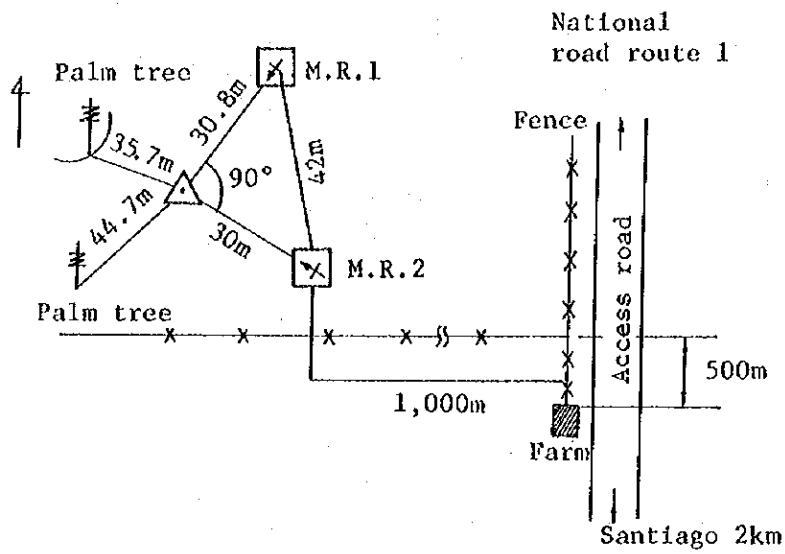 National
road route 1
Palm tree
M.R.1
4
30.8m
Fence
35.7m
90°
42m
44.7m
30m
M.R.2
Palm tree
Access road
500m
1,000m
Farm
Santiago 2km